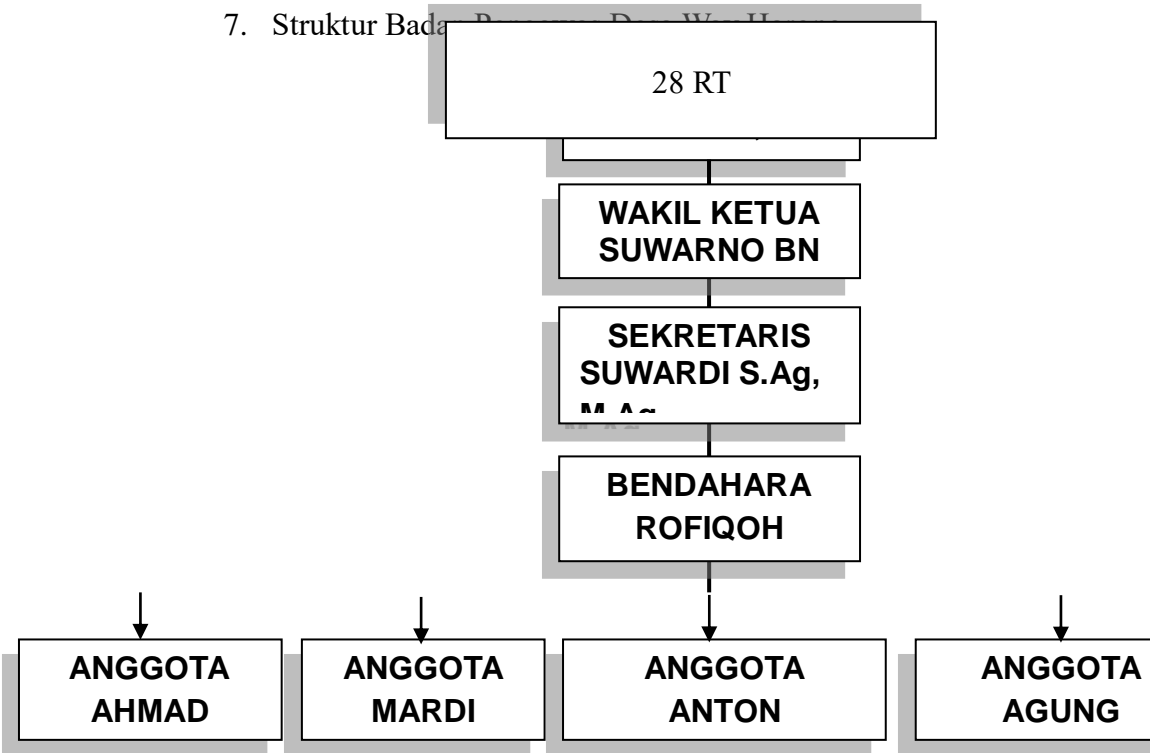 7. Struktur
28 RT
WAKIL KETUA
SUWARNO BN
SEKRETARIS
SUWARDI S.Ag,
BENDAHARA
ROFIQOH
ANGGOTA
AHMAD
ANGGOTA
MARDI
ANGGOTA
ANTON
ANGGOTA
AGUNG